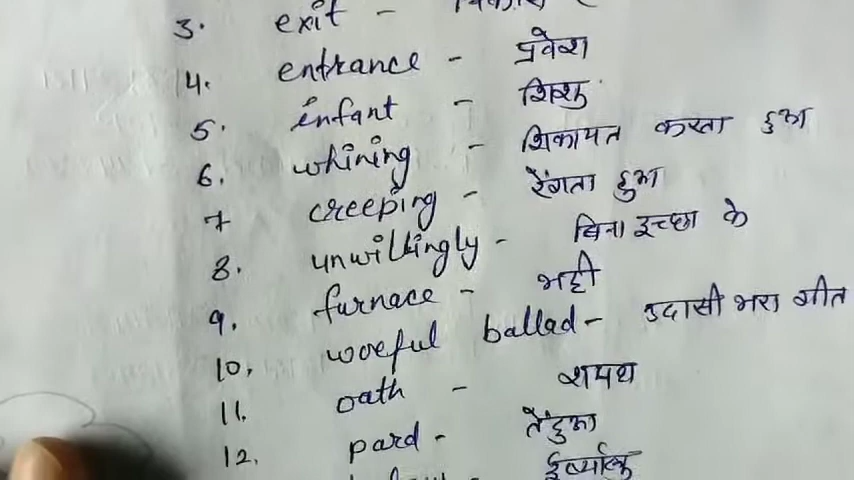 3. exit - निकास
4. entrance - प्रवेश
5. infant - शिशु
6. whining - शिकायत करता हुआ
7 creeping - रेंगता हुआ
8. unwillingly - बिना इच्छा के
9. furnace - भट्टी
10. woeful ballad - उदासी भरा गीत
11. oath - शपथ
12. pard - तेंदुआ
- ईर्ष्यालु